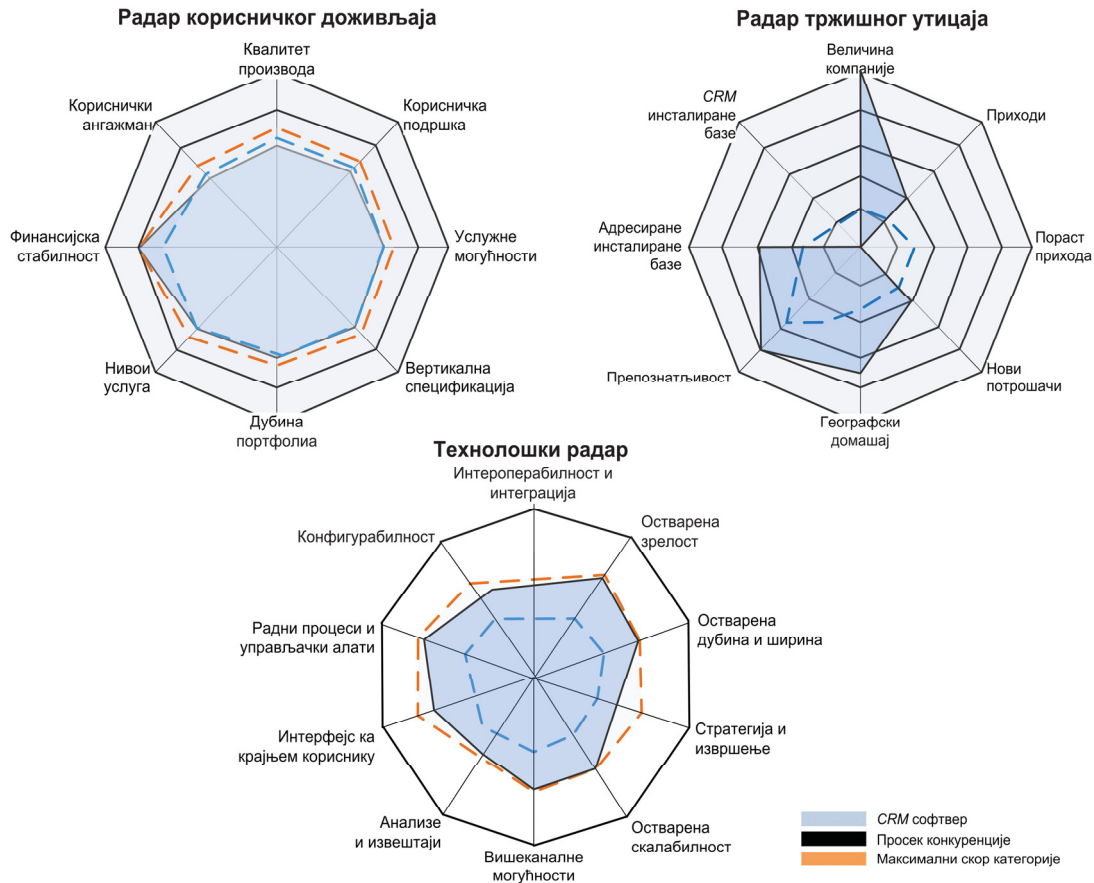 Радар корисничког доживљаја
Квалитет
производа
Кориснички
ангажман
Корисничка
подршка
Финансијска
стабилност
Услужне
могућности
Нивои
услуга
Вертикална
спецификација
Дубина
портфолиа
Радар тржишног утицаја
Величина
компаније
CRM
инсталиране
базе
Приходи
Адресиране
инсталиране
базе
Пораст
прихода
Препознатљивост
Нови
потрошачи
Географски
домашај
Технолошки радар
Интероперабилност и
интеграција
Конфигурабилност
Остварена
зрелост
Радни процеси и
управљачки алати
Остварена
дубина и ширина
Интерфејс ка
крајњем кориснику
Стратегија и
извршење
Анализе
и извештаји
Остварена
скалабилност
Вишеканалне
могућности
CRM софтвер
Просек конкуренције
Максимални скор категорије